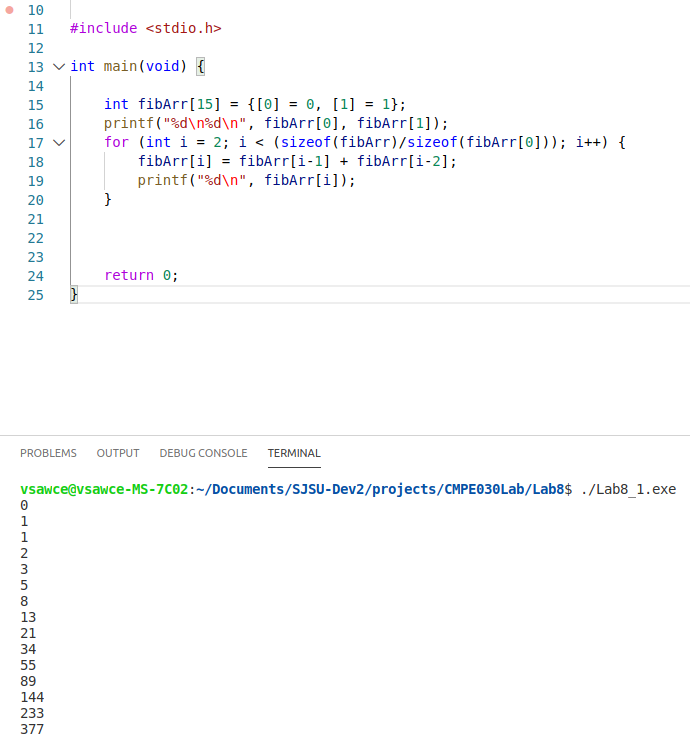 10
11 #include <stdio.h>
12
13 int main(void) {
14
15     int fibArr[15] = {[0] = 0, [1] = 1};
16     printf("%d\n%d\n", fibArr[0], fibArr[1]);
17     for (int i = 2; i < (sizeof(fibArr)/sizeof(fibArr[0])); i++) {
18         fibArr[i] = fibArr[i-1] + fibArr[i-2];
19         printf("%d\n", fibArr[i]);
20     }
21
22
23
24     return 0;
25 }
PROBLEMS OUTPUT DEBUG CONSOLE TERMINAL
vsawce@vsawce-MS-7C02:~/Documents/SJSU-Dev2/projects/CMPE030Lab/Lab8$ ./Lab8_1.exe
0
1
1
2
3
5
8
13
21
34
55
89
144
233
377